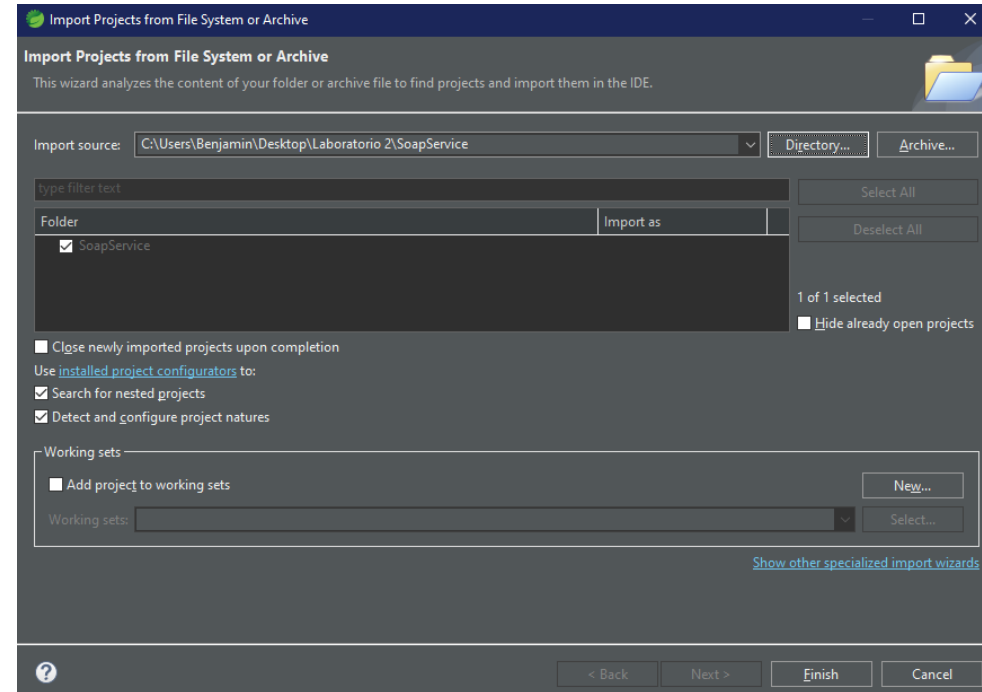 Import Projects from File System or Archive
Import Projects from File System or Archive
This wizard analyzes the content of your folder or archive file to find projects and import them in the IDE.
Import source: C:\Users\Benjamin\Desktop\Laboratorio 2\SoapService Directory... Archive...
type filter text Select All
Folder Import as Deselect All
SoapService
1 of 1 selected
Hide already open projects
Close newly imported projects upon completion
Use installed project configurators to:
Search for nested projects
Detect and configure project natures
Working sets
Add project to working sets New...
Working sets: Select...
Show other specialized import wizards
? < Back Next > Finish Cancel